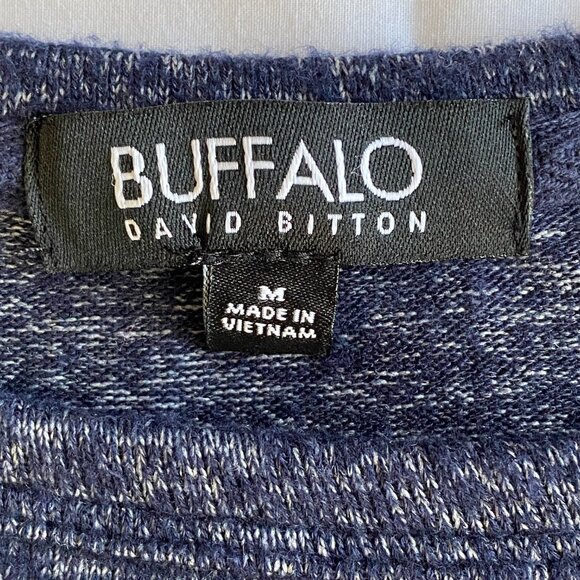 BUFFALO
DAVID BITTON
M
MADE IN
VIETNAM